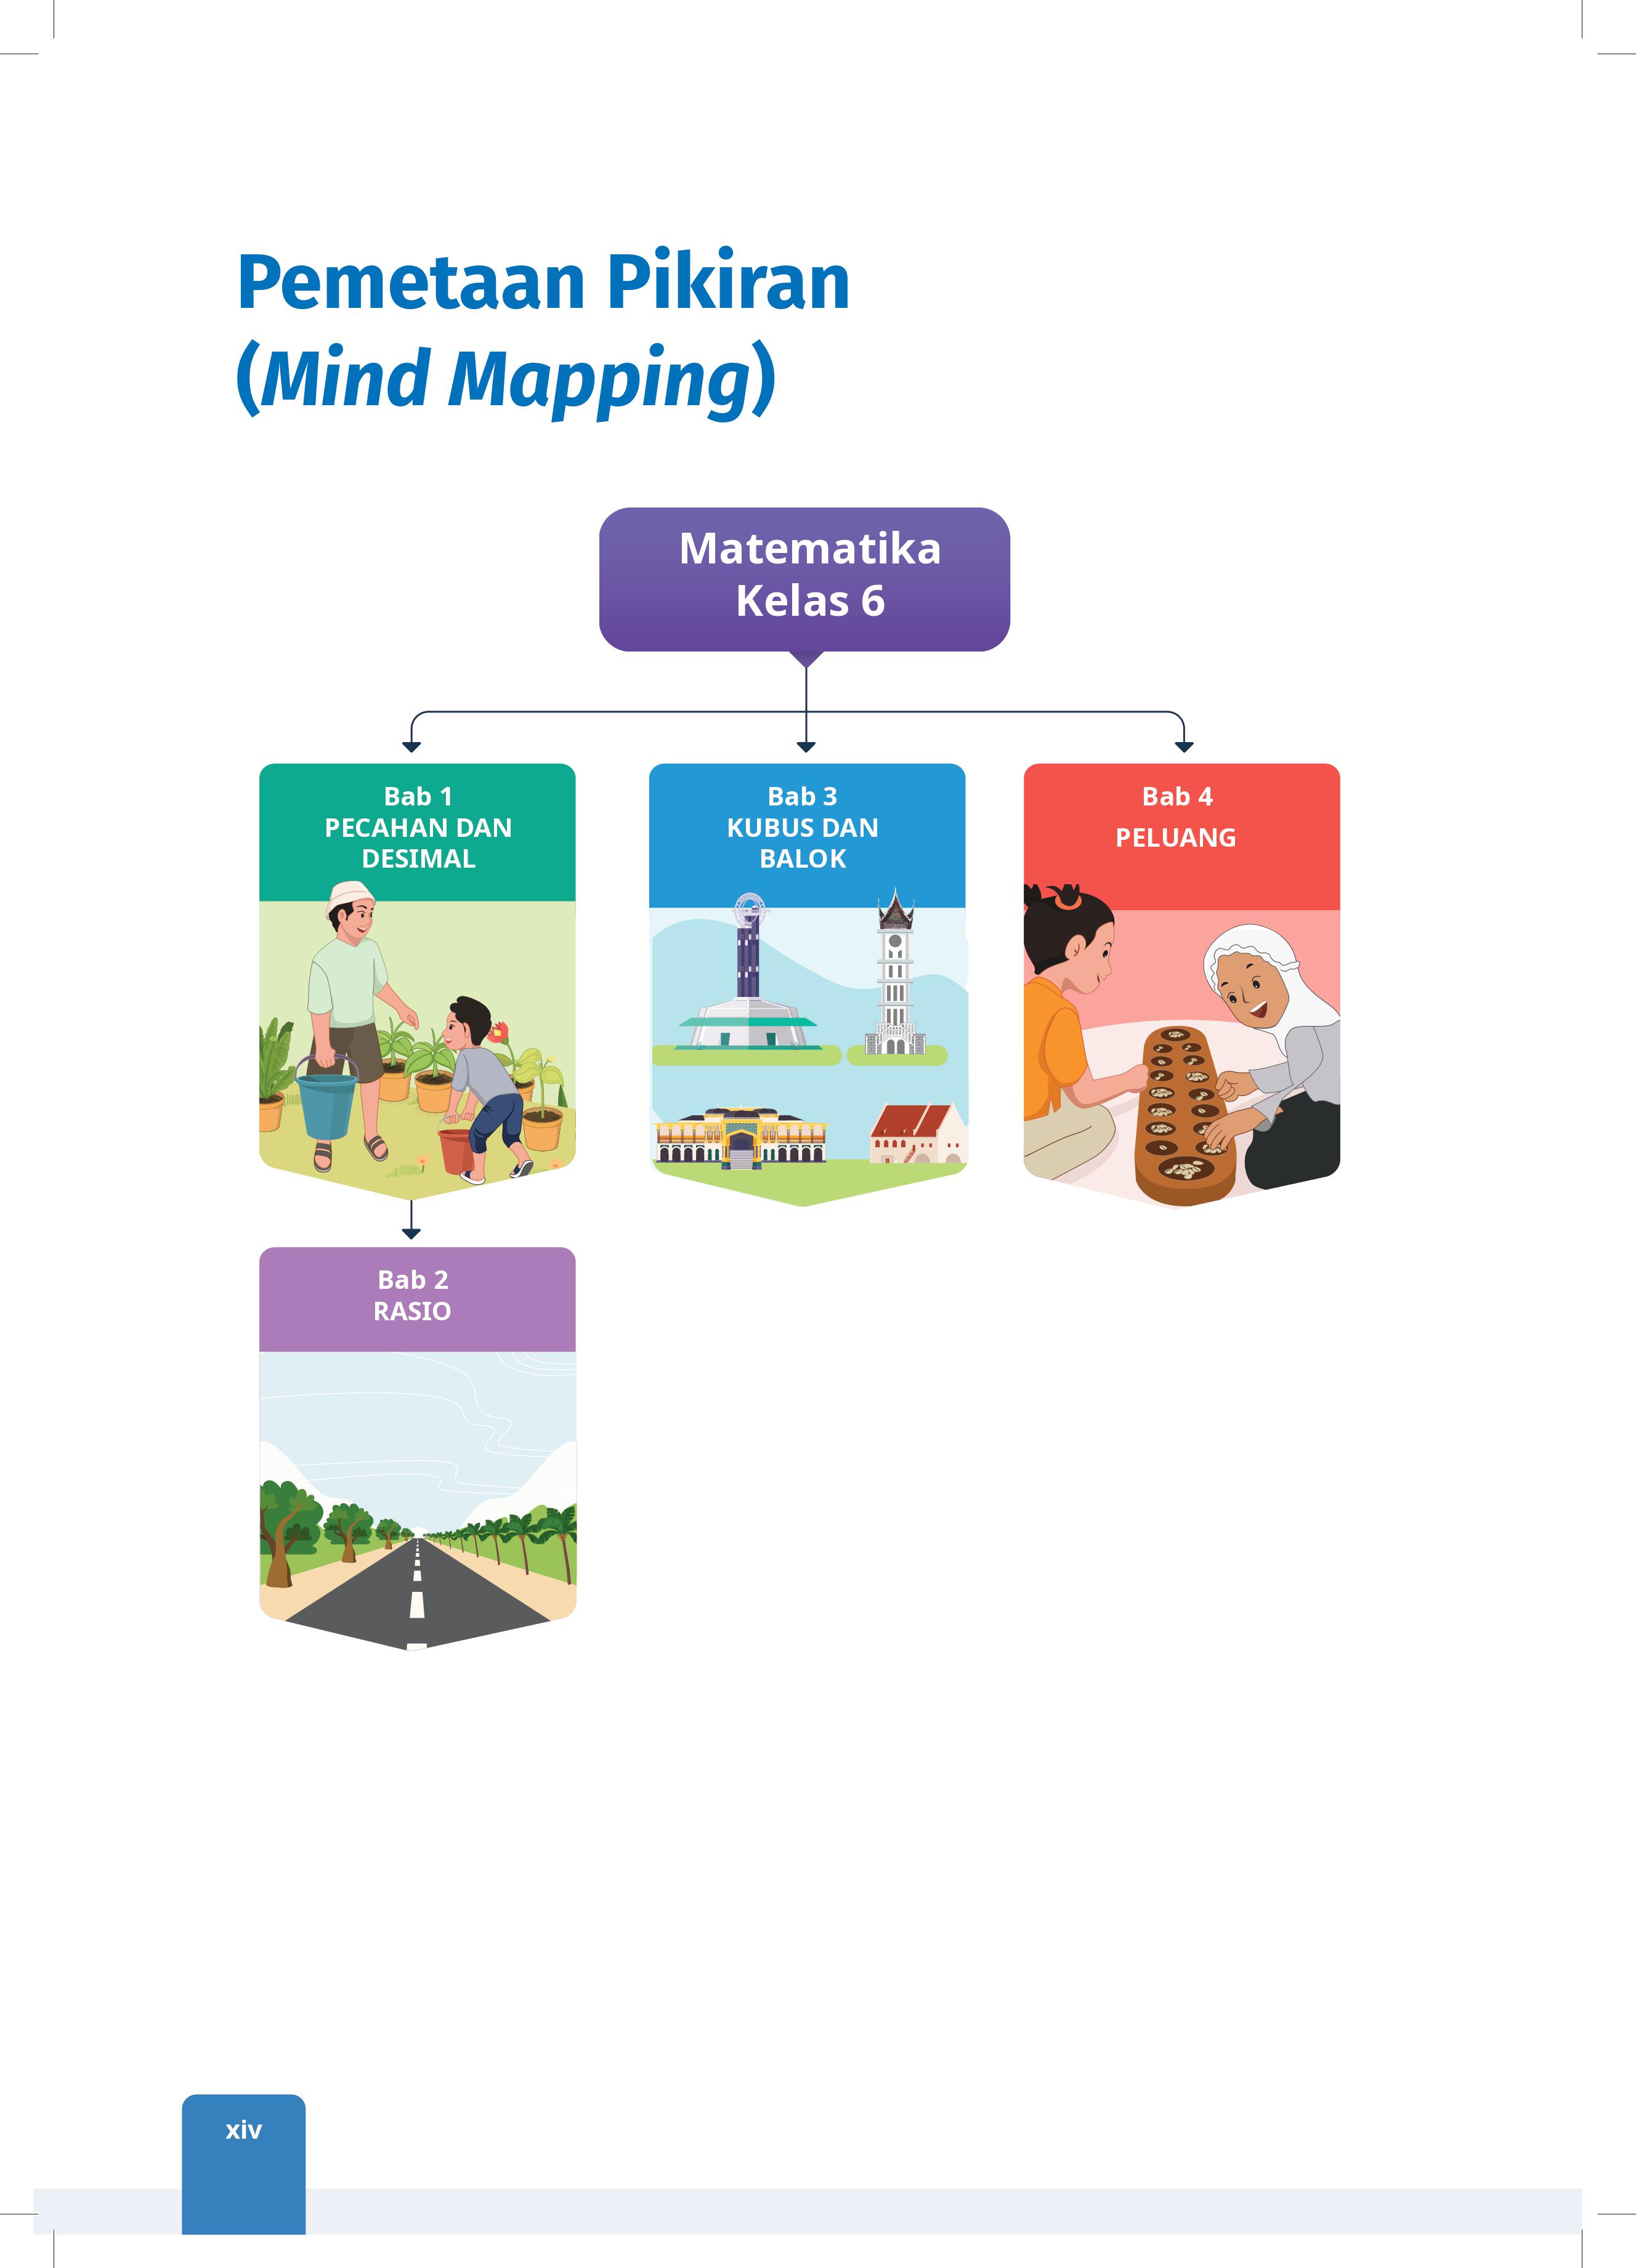 Pemetaan Pikiran
(Mind Mapping)
Matematika
Kelas 6
Bab 1
PECAHAN DAN
DESIMAL
Bab 3
KUBUS DAN
BALOK
Bab 4
PELUANG
Bab 2
RASIO
xiv